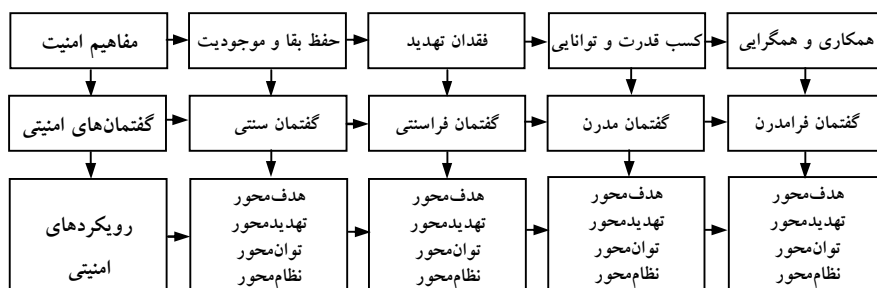 مفاهیم امنیت
حفظ بقا و موجودیت
فقدان تهدید
کسب قدرت و توانایی
همکاری و همگرایی
گفتمان‌های امنیتی
گفتمان سنتی
گفتمان فراسنتی
گفتمان مدرن
گفتمان فرامدرن
رویکردهای
امنیتی
هدف‌محور
تهدیدمحور
توان‌محور
نظام‌محور
هدف‌محور
تهدیدمحور
توان‌محور
نظام‌محور
هدف‌محور
تهدیدمحور
توان‌محور
نظام‌محور
هدف‌محور
تهدیدمحور
توان‌محور
نظام‌محور